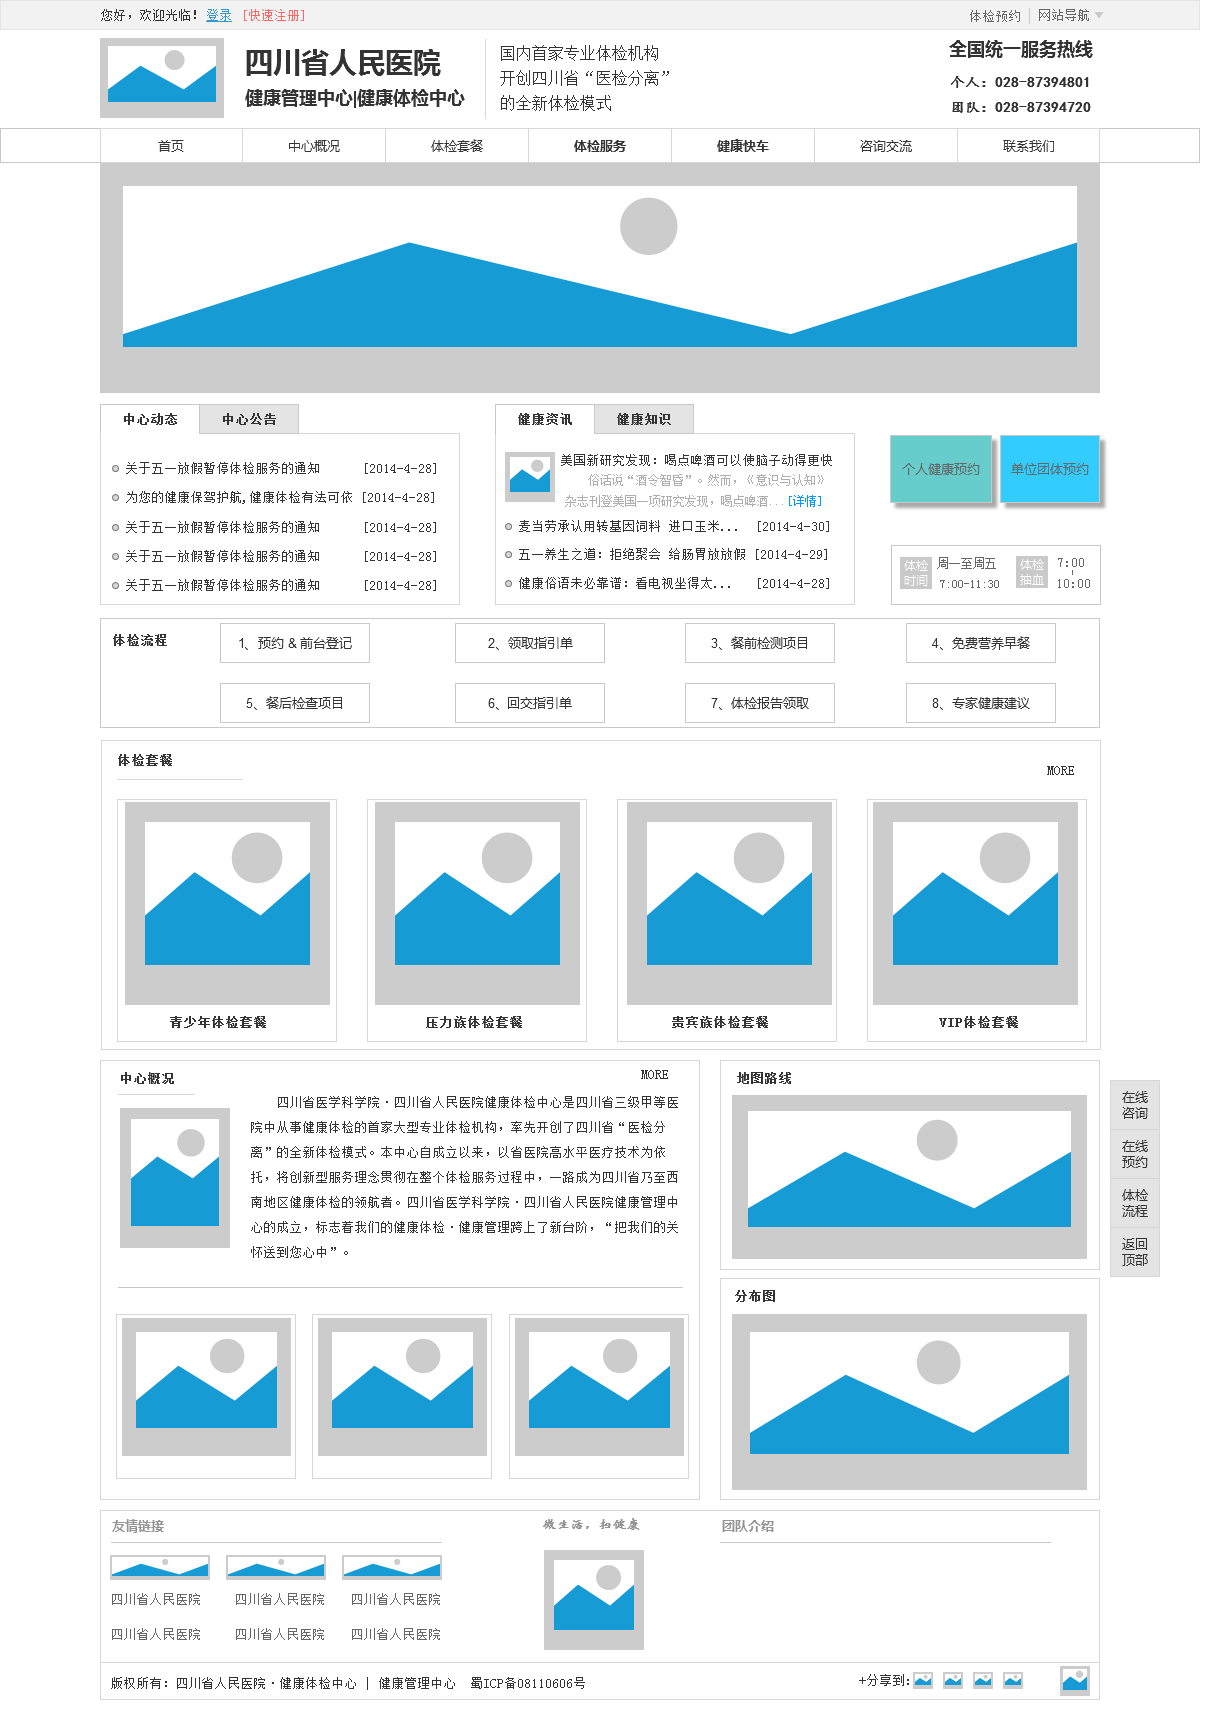 您好，欢迎光临！ 登录 [快速注册]
体检预约 网站导航
四川省人民医院
健康管理中心|健康体检中心
国内首家专业体检机构
开创四川省“医检分离”
的全新体检模式
全国统一服务热线
个人：028-87394801
团队：028-87394720
首页 中心概况 体检套餐 体检服务 健康快车 咨询交流 联系我们
中心动态 中心公告
关于五一放假暂停体检服务的通知 [2014-4-28]
为您的健康保驾护航,健康体检有法可依 [2014-4-28]
关于五一放假暂停体检服务的通知 [2014-4-28]
关于五一放假暂停体检服务的通知 [2014-4-28]
关于五一放假暂停体检服务的通知 [2014-4-28]
健康资讯 健康知识
美国新研究发现：喝点啤酒可以使脑子动得更快
俗话说“酒令智昏”。然而，《意识与认知》
杂志刊登美国一项研究发现，喝点啤酒...[详情]
麦当劳承认用转基因饲料 进口玉米... [2014-4-30]
五一养生之道：拒绝聚会 给肠胃放放假 [2014-4-29]
健康俗语未必靠谱：看电视坐得太... [2014-4-28]
个人健康预约 单位团体预约
体检时间 周一至周五 7:00-11:30
体检抽血 7:00-10:00
体检流程
1、预约 & 前台登记 2、领取指引单 3、餐前检测项目 4、免费营养早餐
5、餐后检查项目 6、回交指引单 7、体检报告领取 8、专家健康建议
体检套餐
MORE
青少年体检套餐 压力族体检套餐 贵宾族体检套餐 VIP体检套餐
中心概况
MORE
四川省医学科学院·四川省人民医院健康体检中心是四川省三级甲等医
院中从事健康体检的首家大型专业体检机构，率先开创了四川省“医检分
离”的全新体检模式。本中心自成立以来，以省医院高水平医疗技术为依
托，将创新型服务理念贯彻在整个体检服务过程中，一路成为四川省乃至西
南地区健康体检的领航者。四川省医学科学院·四川省人民医院健康管理中
心的成立，标志着我们的健康体检·健康管理跨上了新台阶，“把我们的关
怀送到您心中”。
地图路线
分布图
在线
咨询
在线
预约
体检
流程
返回
顶部
友情链接
四川省人民医院 四川省人民医院 四川省人民医院
四川省人民医院 四川省人民医院 四川省人民医院
微生活，扫健康
团队介绍
版权所有：四川省人民医院·健康体检中心 | 健康管理中心 蜀ICP备08110606号
+分享到：